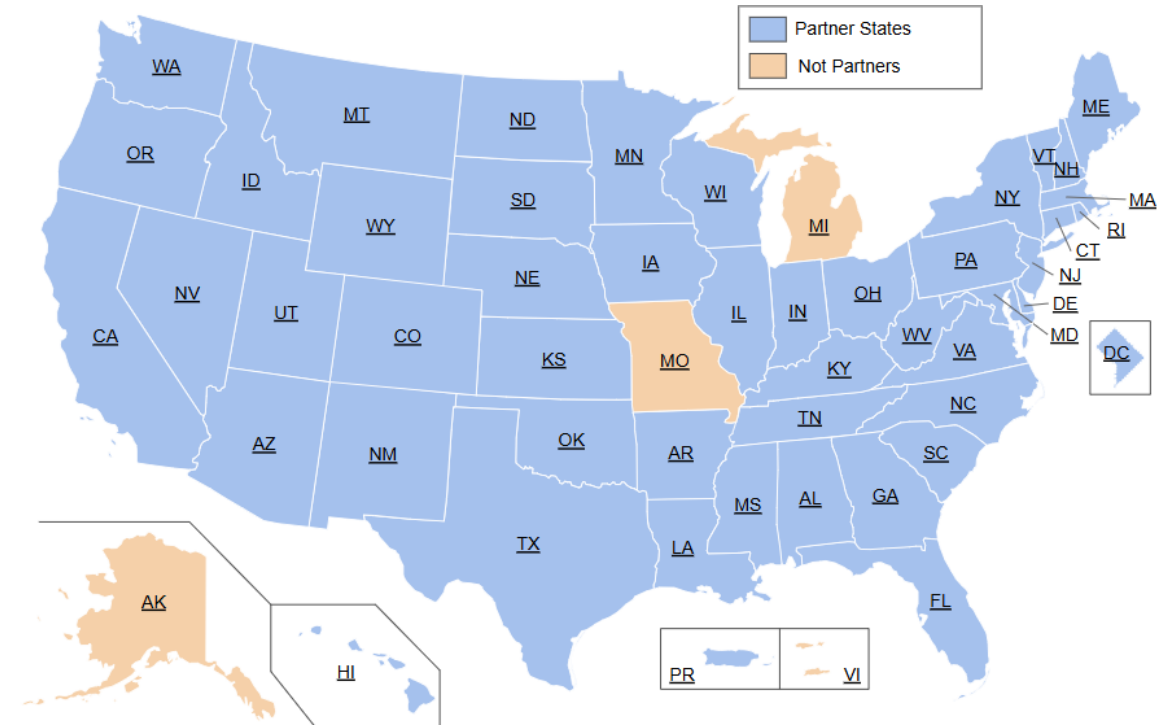 Partner States
Not Partners
WA
MT
ND
MN
ME
OR
ID
SD
WI
VT
NH
NY
MA
WY
MI
RI
CT
IA
PA
NE
NJ
NV
OH
DE
UT
IL
IN
MD
CA
CO
WV
VA
DC
KS
MO
KY
NC
TN
AZ
NM
OK
AR
SC
MS
AL
GA
TX
LA
AK
FL
HI
PR
VI